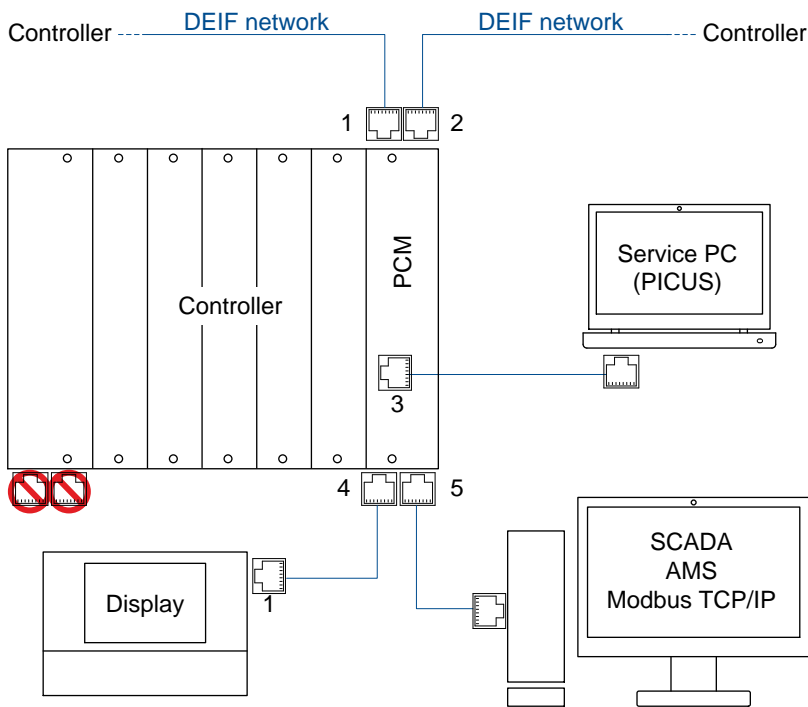 Controller
DEIF network
DEIF network
Controller
1
2
PCM
Controller
Service PC
(PICUS)
3
4
5
Display
1
SCADA
AMS
Modbus TCP/IP